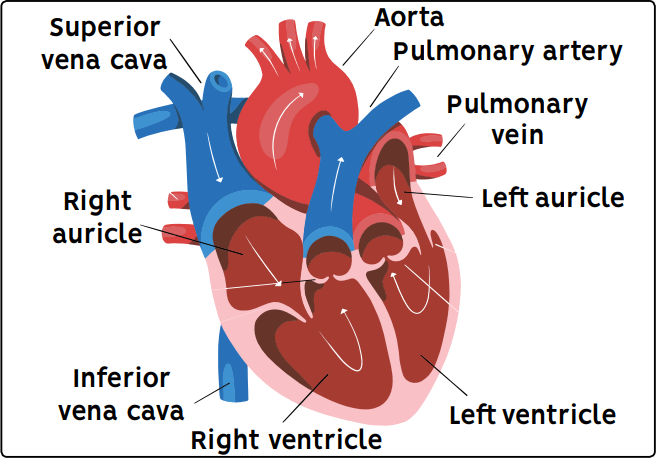 Superior
vena cava
Aorta
Pulmonary artery
Pulmonary
vein
Left auricle
Right
auricle
Inferior
vena cava
Left ventricle
Right ventricle